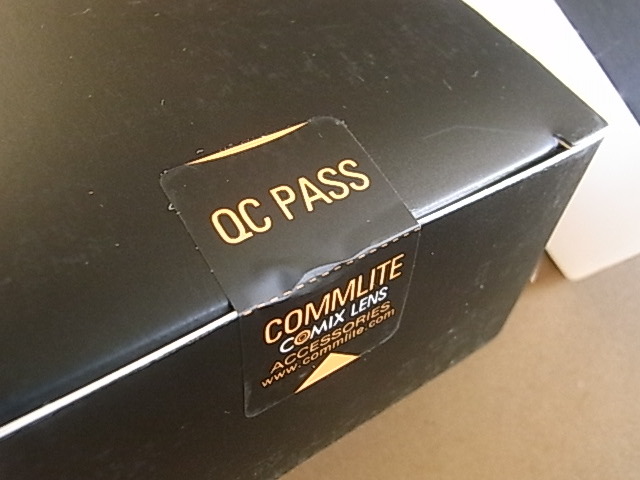 QC PASS
COMMLITE
COMIX LENS
ACCESSORIES
www.commlite.com